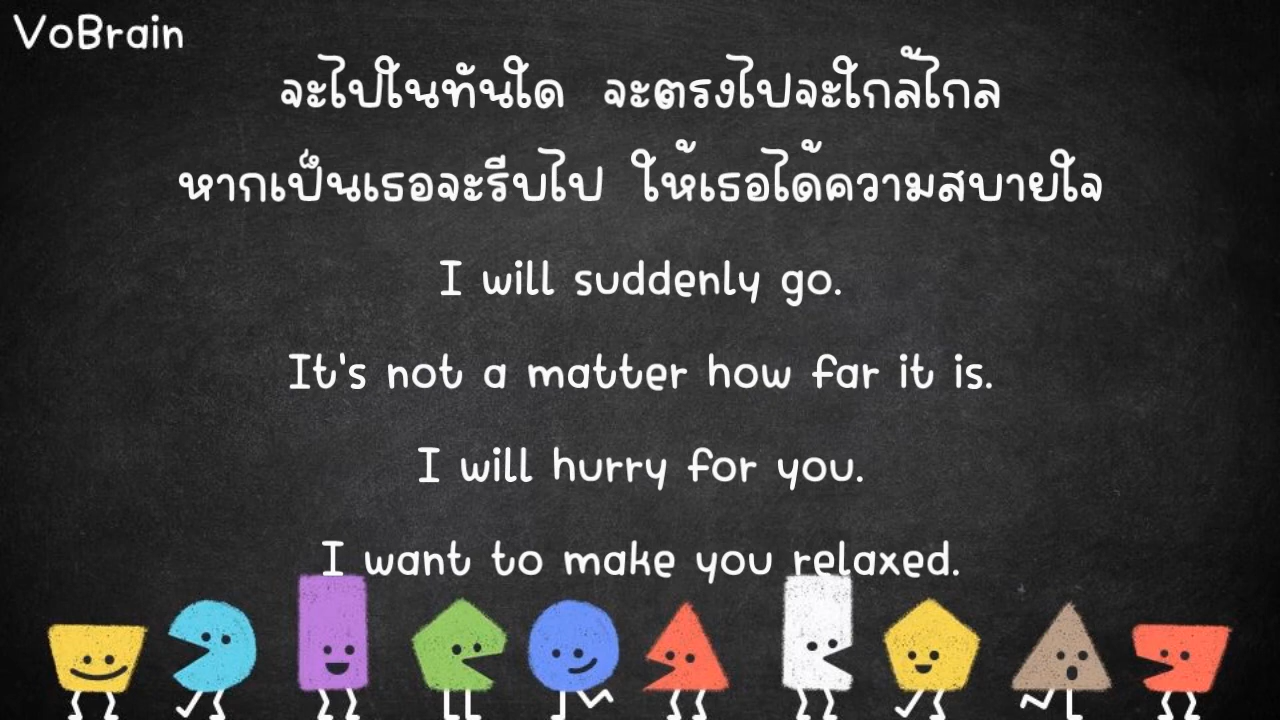 VoBrain
จะไปในทันใด จะตรงไปจะใกล้ไกล
หากเป็นเธอจะรีบไป ให้เธอได้ความสบายใจ
I will suddenly go.
It's not a matter how far it is.
I will hurry for you.
I want to make you relaxed.